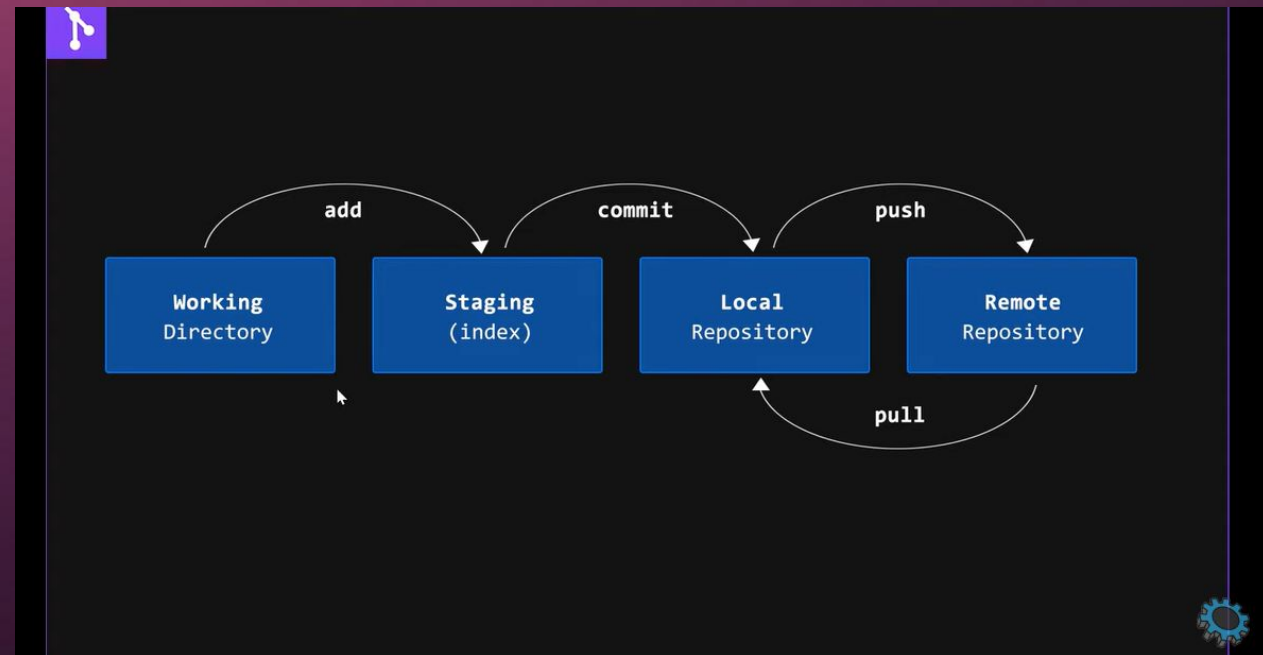 add
commit
push
Working
Directory
Staging
(index)
Local
Repository
Remote
Repository
pull